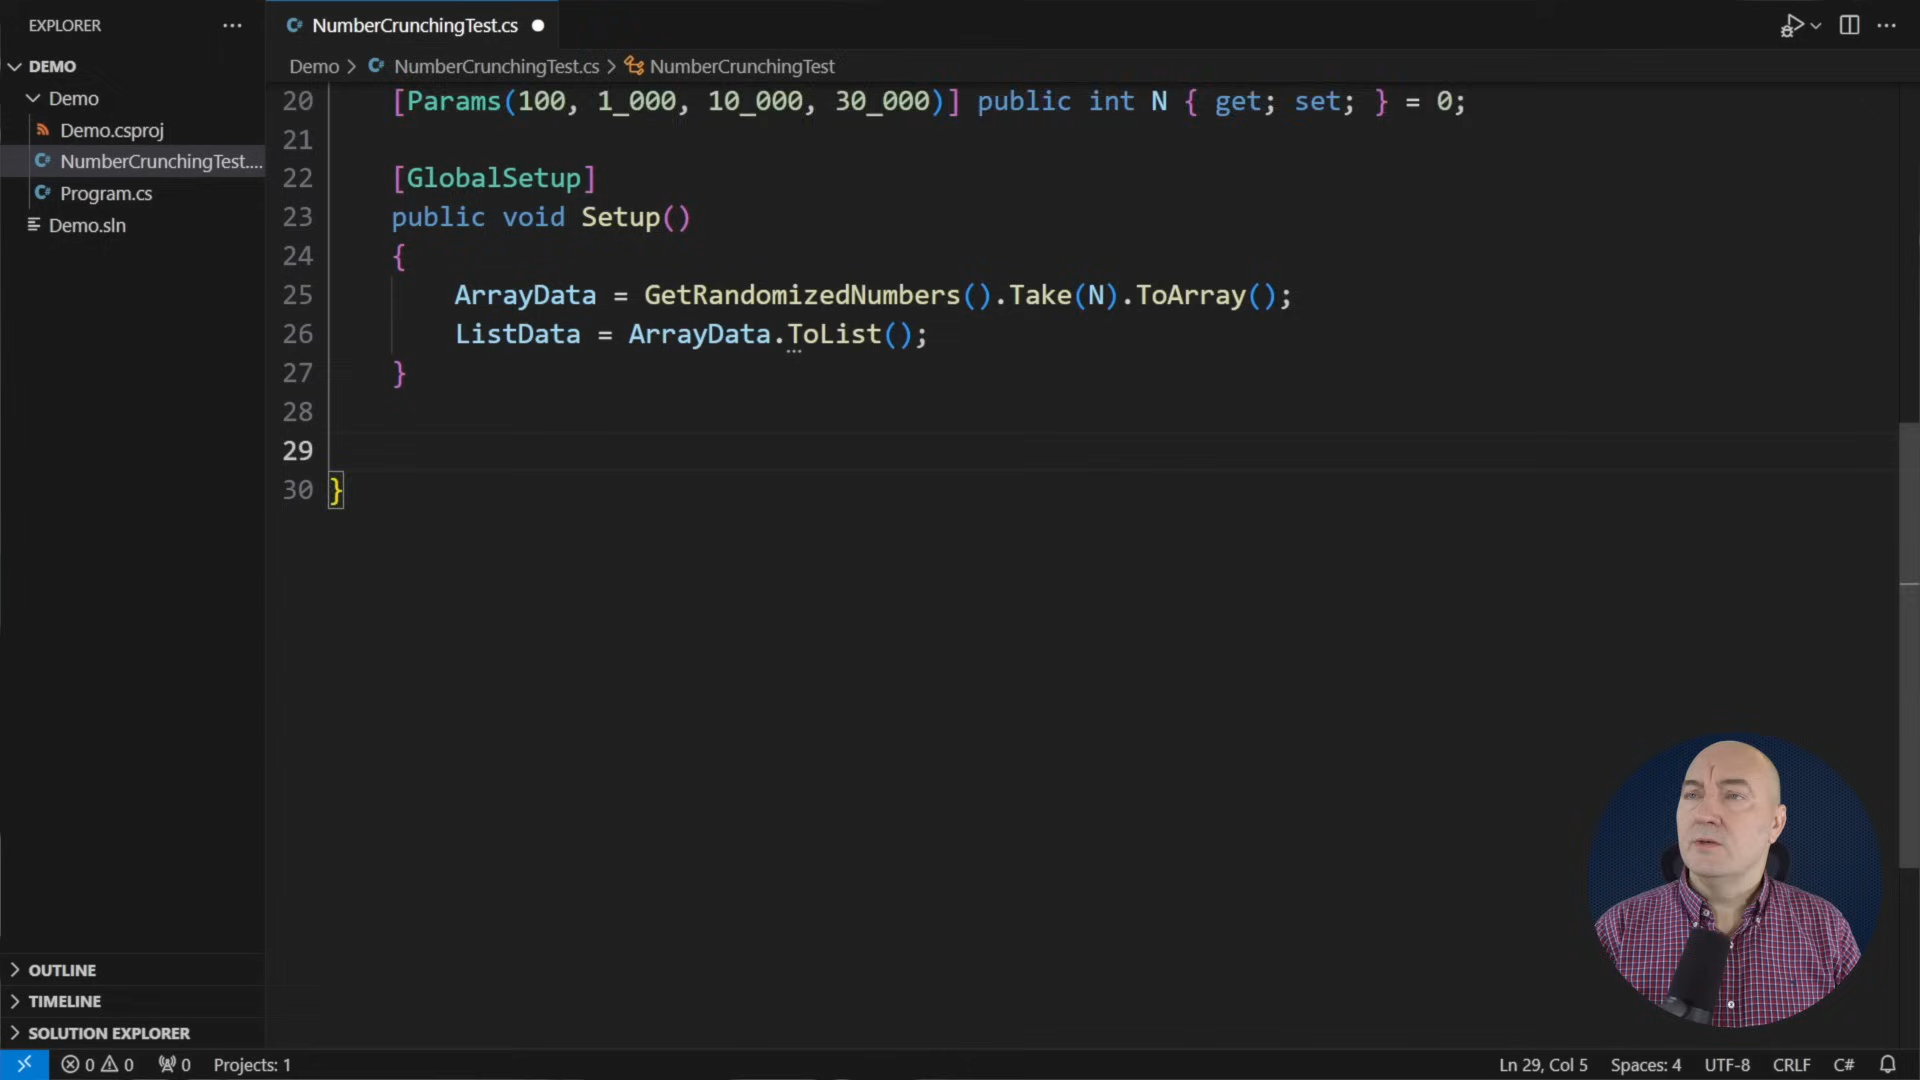 EXPLORER
DEMO
Demo
Demo.csproj
NumberCrunchingTest....
Program.cs
Demo.sln
OUTLINE
TIMELINE
SOLUTION EXPLORER
NumberCrunchingTest.cs
Demo > NumberCrunchingTest.cs > NumberCrunchingTest
20 [Params(100, 1_000, 10_000, 30_000)] public int N { get; set; } = 0;
21
22 [GlobalSetup]
23 public void Setup()
24 {
25 ArrayData = GetRandomizedNumbers().Take(N).ToArray();
26 ListData = ArrayData.ToList();
27 }
28
29
30 }
0 0 0 Projects: 1 Ln 29, Col 5 Spaces: 4 UTF-8 CRLF C#